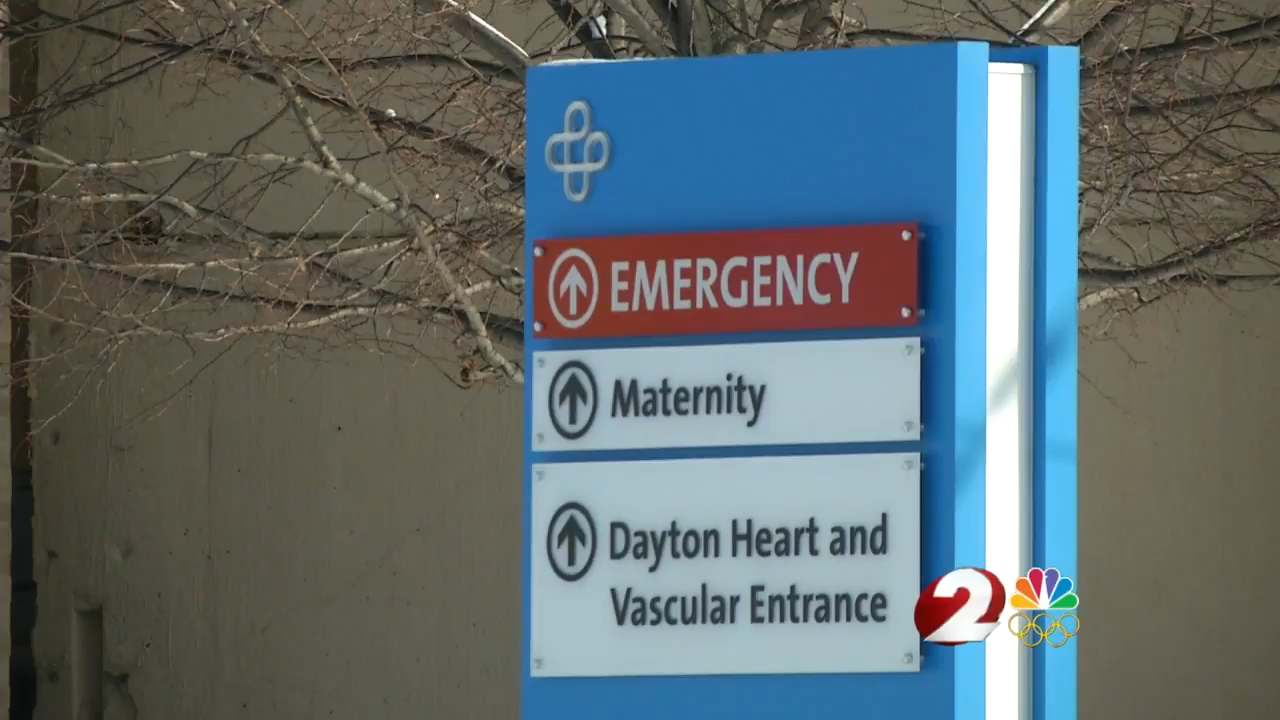 EMERGENCY
Maternity
Dayton Heart and
Vascular Entrance
2